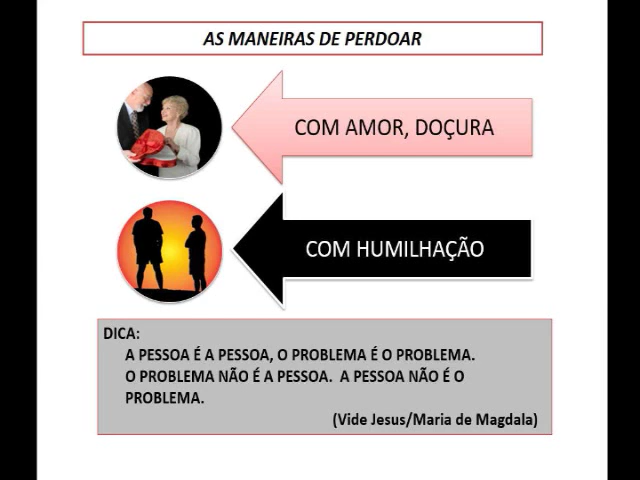 AS MANEIRAS DE PERDOAR
COM AMOR, DOÇURA
COM HUMILHAÇÃO
DICA:
A PESSOA É A PESSOA, O PROBLEMA É O PROBLEMA.
O PROBLEMA NÃO É A PESSOA. A PESSOA NÃO É O
PROBLEMA.
(Vide Jesus/Maria de Magdala)